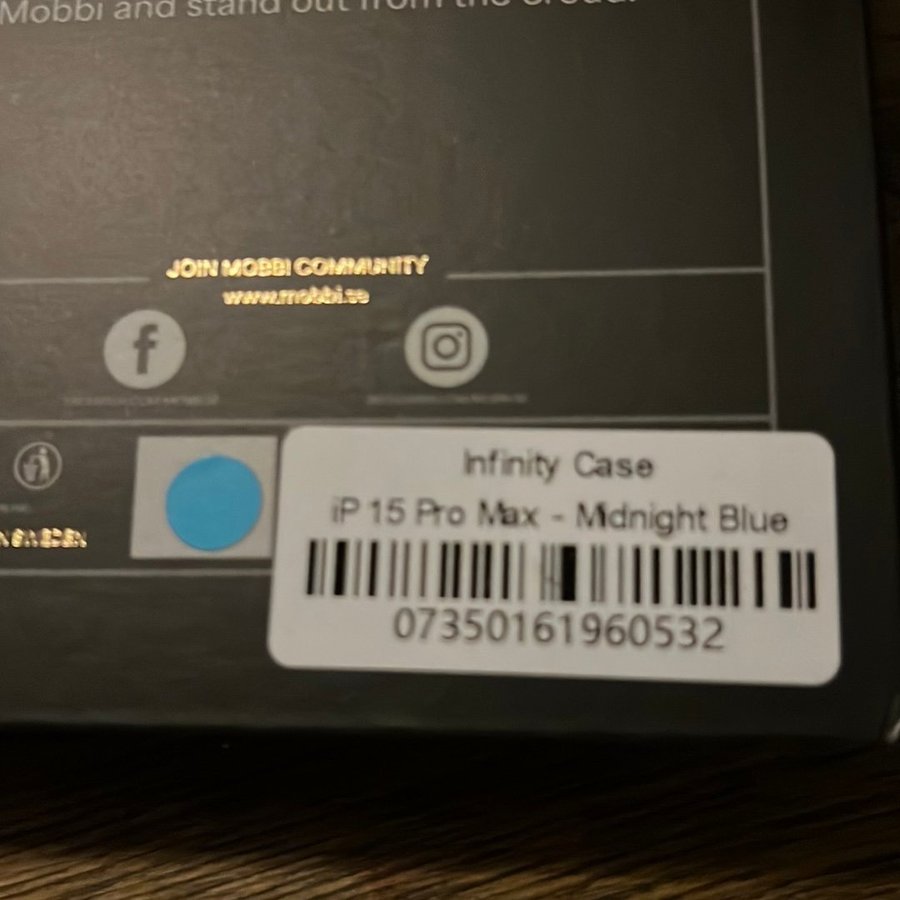 Mobbi and stand out from the crowd.
JOIN MOBBI COMMUNITY
www.mobbi.se
Infinity Case
iP 15 Pro Max - Midnight Blue
07350161960532